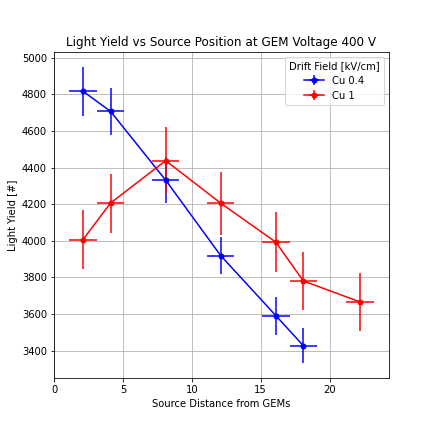 Light Yield vs Source Position at GEM Voltage 400 V
Light Yield [#]
5000
4800
4600
4400
4200
4000
3800
3600
3400
Drift Field [kV/cm]
Cu 0.4
Cu 1
0 5 10 15 20
Source Distance from GEMs